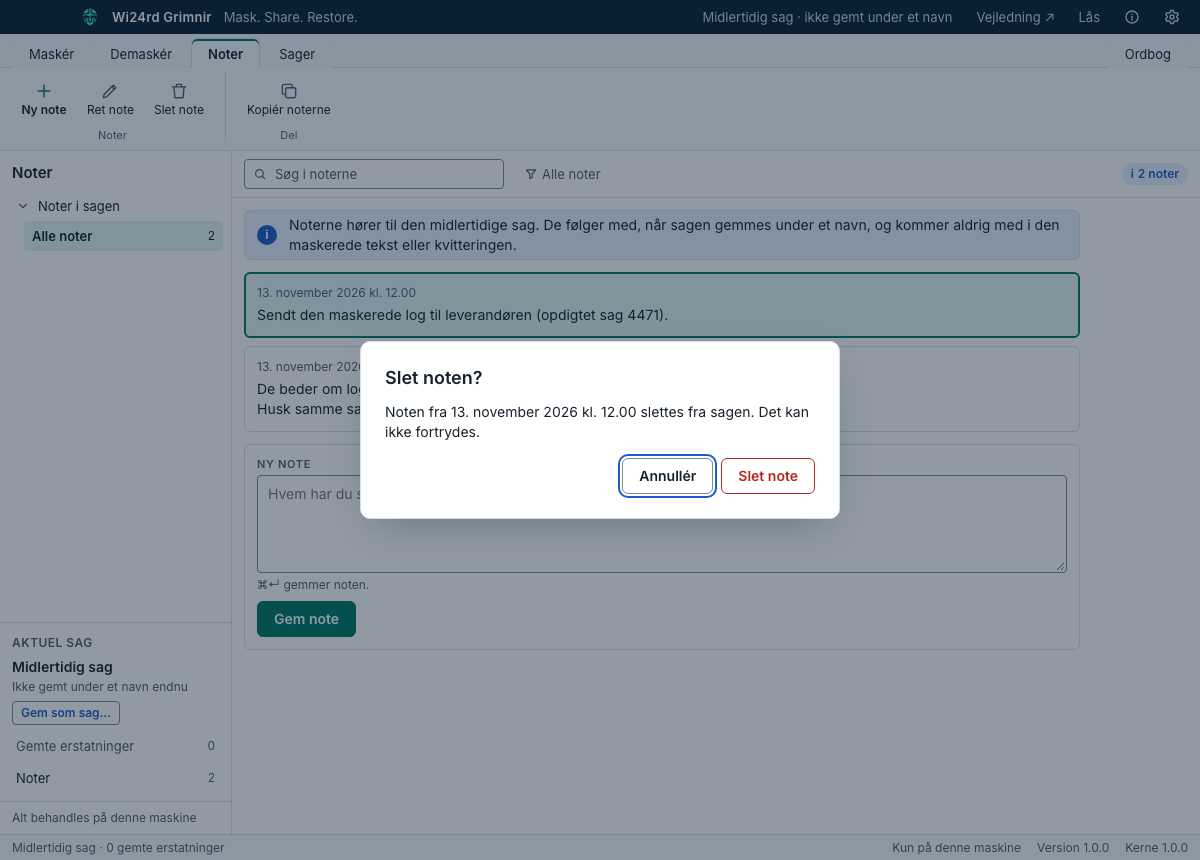 Wi24rd Grimnir Mask. Share. Restore. Midlertidig sag · ikke gemt under et navn Vejledning ↗ Lås
Maskér Demaskér Noter Sager Ordbog
Ny note Ret note Slet note Kopiér noterne
Noter Del
Noter
Søg i noterne Alle noter i 2 noter
Noter i sagen
Alle noter 2
Noterne hører til den midlertidige sag. De følger med, når sagen gemmes under et navn, og kommer aldrig med i den
maskerede tekst eller kvitteringen.
13. november 2026 kl. 12.00
Sendt den maskerede log til leverandøren (opdigtet sag 4471).
13. november
De beder om
Husk samme
Slet noten?
Noten fra 13. november 2026 kl. 12.00 slettes fra sagen. Det kan
ikke fortrydes.
Annullér Slet note
NY NOTE
Hvem har du
⌘↵ gemmer noten.
Gem note
AKTUEL SAG
Midlertidig sag
Ikke gemt under et navn endnu
Gem som sag...
Gemte erstatninger 0
Noter 2
Alt behandles på denne maskine
Midlertidig sag · 0 gemte erstatninger Kun på denne maskine Version 1.0.0 Kerne 1.0.0